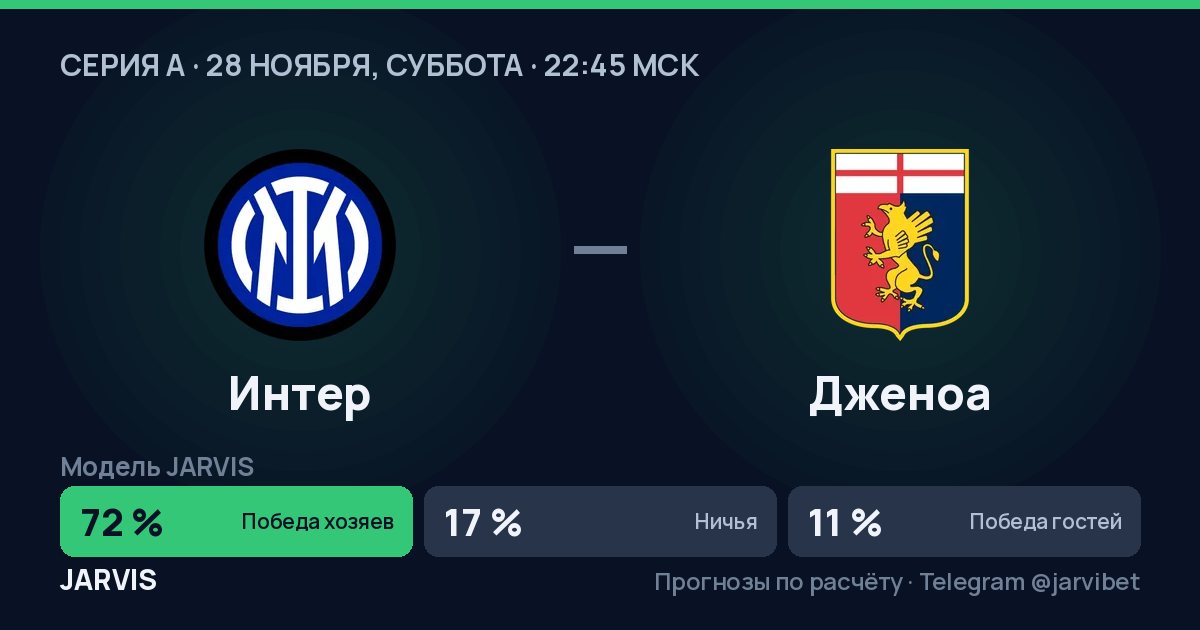 СЕРИЯ А · 28 НОЯБРЯ, СУББОТА · 22:45 МСК
Интер
Дженоа
Модель JARVIS
72 % Победа хозяев
17 % Ничья
11 % Победа гостей
JARVIS
Прогнозы по расчёту · Telegram @jarvibet